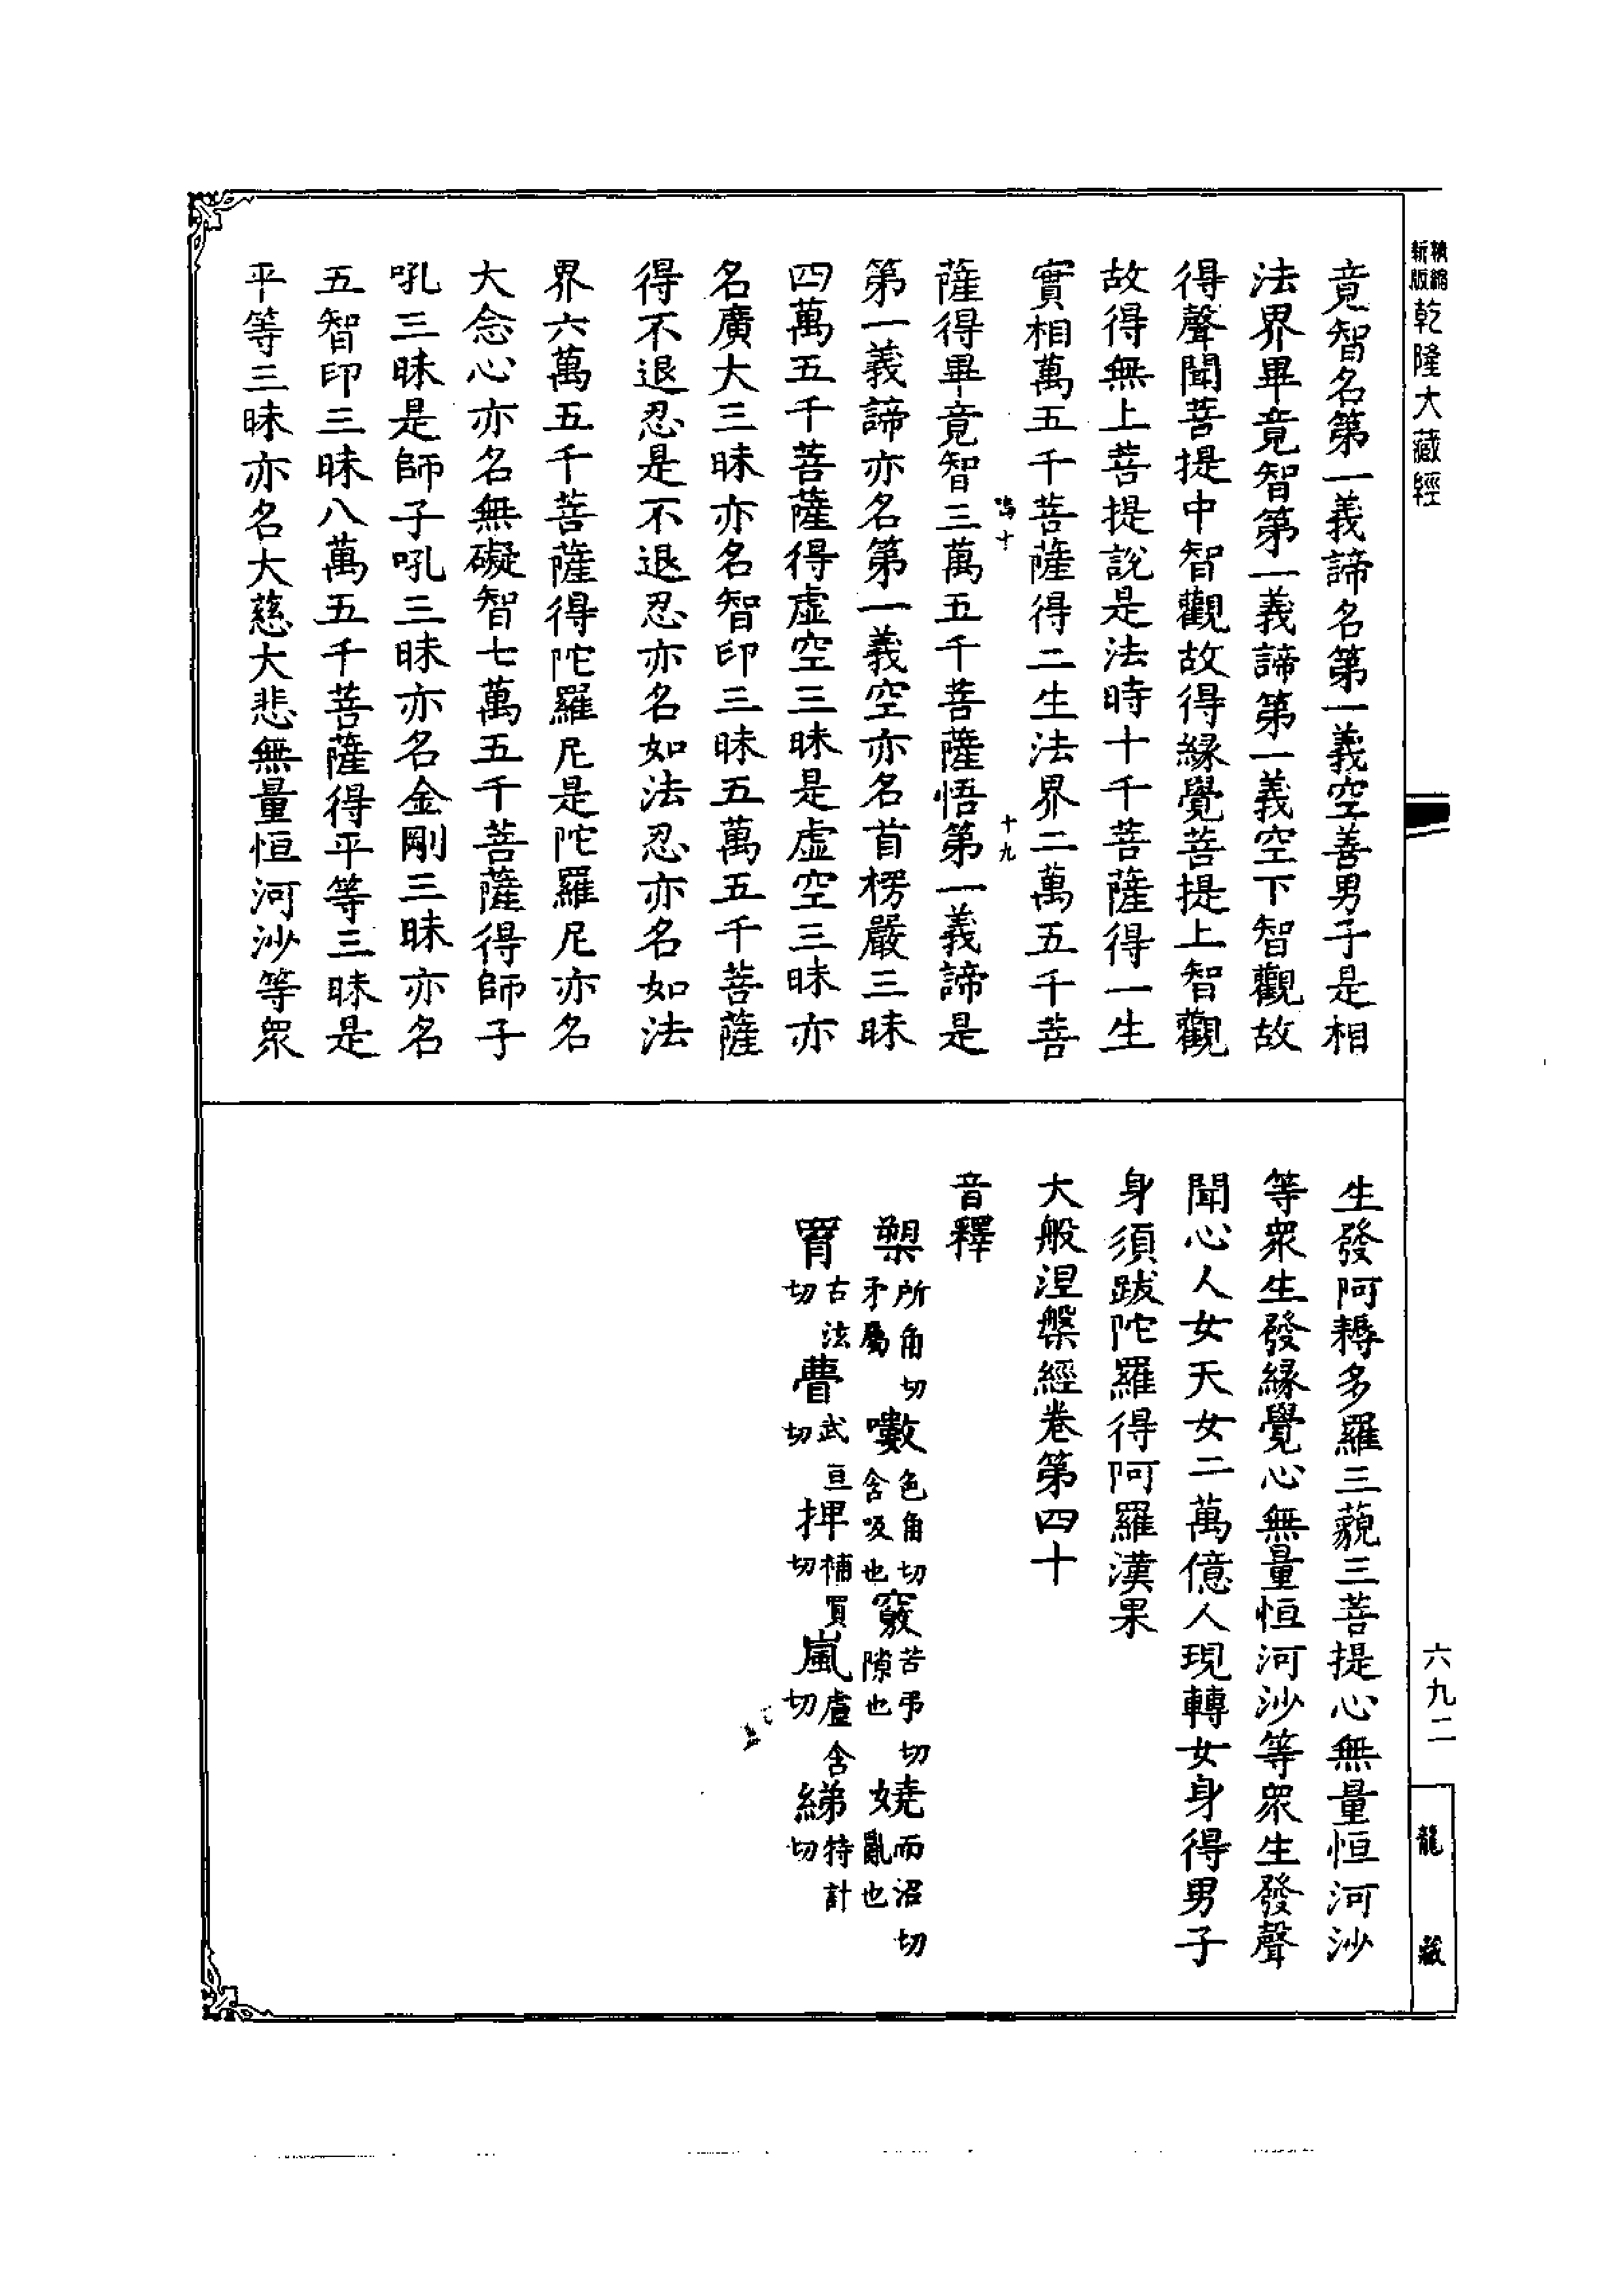 新版精縮乾隆大藏經
竟智名第一義諦名第一義空善男子是相
法界畢竟智第一義諦第一義空下智觀故
得聲聞菩提中智觀故得緣覺菩提上智觀
故得無上菩提說是法時十千菩薩得一生
實相萬五千菩薩得二生法界二萬五千菩
鳴十 十九
薩得畢竟智三萬五千菩薩悟第一義諦是
第一義諦亦名第一義空亦名首楞嚴三昧
四萬五千菩薩得虛空三昧是虛空三昧亦
名廣大三昧亦名智印三昧五萬五千菩薩
得不退忍是不退忍亦名如法忍亦名如法
界六萬五千菩薩得陀羅尼是陀羅尼亦名
大念心亦名無礙智七萬五千菩薩得師子
吼三昧是師子吼三昧亦名金剛三昧亦名
五智印三昧八萬五千菩薩得平等三昧是
平等三昧亦名大慈大悲無量恒河沙等眾
生發阿耨多羅三藐三菩提心無量恒河沙
等眾生發緣覺心無量恒河沙等眾生發聲
聞心人女天女二萬億人現轉女身得男子
身須跋陀羅得阿羅漢果
大般涅槃經卷第四十
音釋
槊所角切矛屬 嗽色角切含吸也 竅苦弔切隙也 嬈而沼切亂也
罥古泫切 瞢武亘切 捭補買切 嵐盧含切 綈特計切
六九二
龍藏